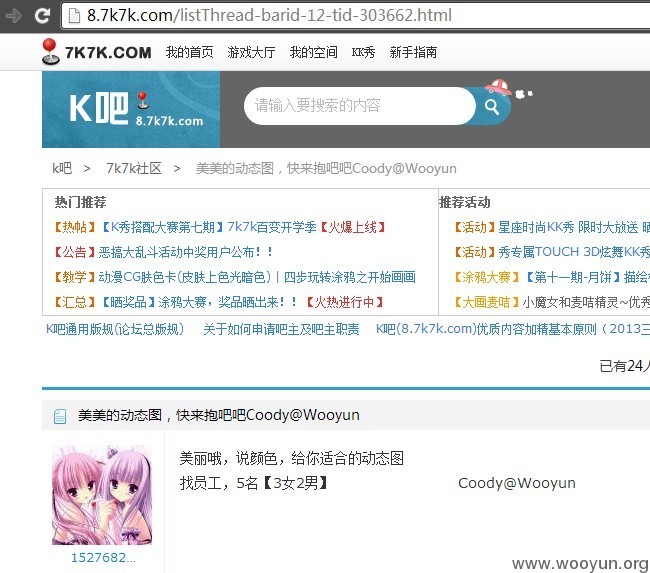 8.7k7k.com/listThread-barid-12-tid-303662.html
7K7K.COM 我的首页 游戏大厅 我的空间 KK秀 新手指南
K吧 8.7k7k.com
请输入要搜索的内容
k吧 > 7k7k社区 > 美美的动态图，快来抱吧吧Coody@Wooyun
热门推荐 推荐活动
【热帖】【K秀搭配大赛第七期】7k7k百变开学季【火爆上线】 【活动】星座时尚KK秀 限时大放送
【公告】恶搞大乱斗活动中奖用户公布！！ 【活动】秀专属TOUCH 3D炫舞KK秀
【教学】动漫CG肤色卡(皮肤上色光暗色)｜四步玩转涂鸦之开始画画 【涂鸦大赛】【第十一期-月饼】描绘
【汇总】【晒奖品】涂鸦大赛，奖品晒出来！！【火热进行中】 【大画麦咭】小魔女和麦咭精灵~优秀
K吧通用版规(论坛总版规) 关于如何申请吧主及吧主职责 K吧(8.7k7k.com)优质内容加精基本原则（2013三
已有24人
美美的动态图，快来抱吧吧Coody@Wooyun
美丽哦，说颜色，给你适合的动态图
找员工，5名【3女2男】 Coody@Wooyun
1527682...
www.wooyun.org